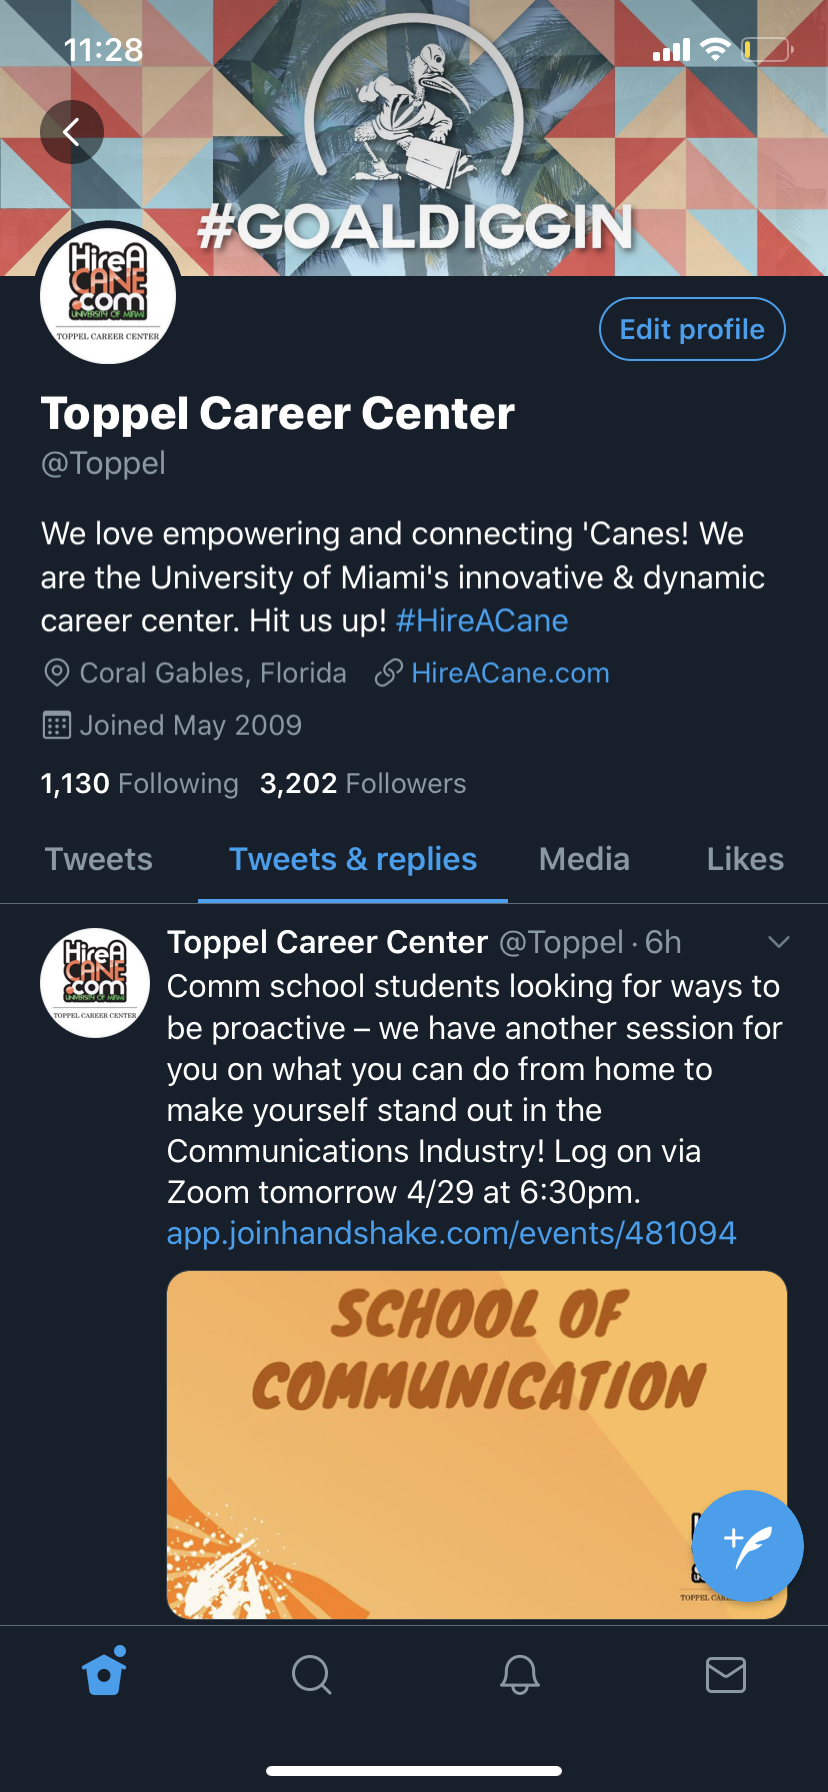 11:28
#GOALDIGGIN
HireA
CANE
.com
UNIVERSITY OF MIAMI
TOPPEL CAREER CENTER
Edit profile
Toppel Career Center
@Toppel
We love empowering and connecting 'Canes! We
are the University of Miami's innovative & dynamic
career center. Hit us up! #HireACane
Coral Gables, Florida HireACane.com
Joined May 2009
1,130 Following 3,202 Followers
Tweets Tweets & replies Media Likes
HireA
CANE
.com
UNIVERSITY OF MIAMI
TOPPEL CAREER CENTER
Toppel Career Center @Toppel · 6h
Comm school students looking for ways to
be proactive – we have another session for
you on what you can do from home to
make yourself stand out in the
Communications Industry! Log on via
Zoom tomorrow 4/29 at 6:30pm.
app.joinhandshake.com/events/481094
SCHOOL OF
COMMUNICATION
TOPPEL